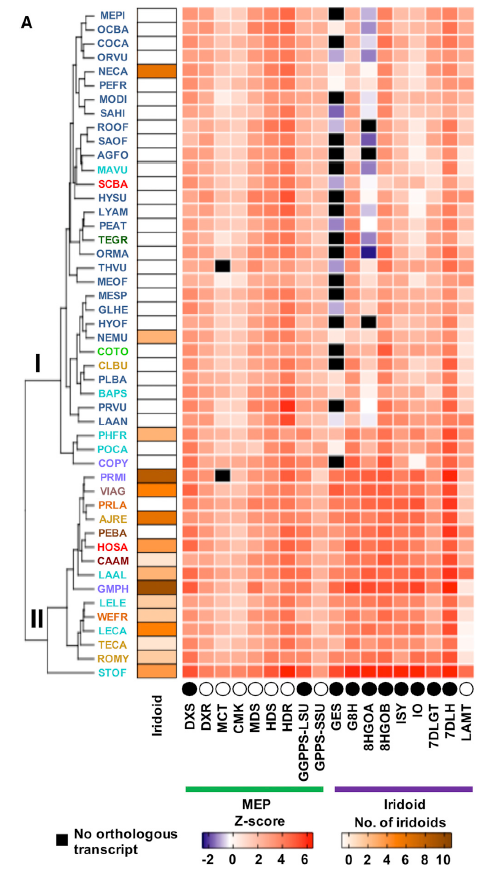 A
MEPI
OCBA
COCA
ORVU
NECA
PEFR
MODI
SAHI
ROOF
SAOF
AGFO
MAVU
SCBA
HYSU
LYAM
PEAT
TEGR
ORMA
THVU
MEOF
MESP
GLHE
HYOF
NEMU
COTO
CLBU
PLBA
BAPS
PRVU
LAAN
PHFR
POCA
COPY
PRMI
VIAG
PRLA
AJRE
PEBA
HOSA
CAAM
LAAL
GMPH
LELE
WEFR
LECA
TECA
ROMY
STOF
I
II
Iridoid
DXS
DXR
MCT
CMK
MDS
HDS
HDR
GGPPS-LSU
GPPS-SSU
GES
G8H
8HGOA
8HGOB
ISY
IO
7DLGT
7DLH
LAMT
MEP
Iridoid
Z-score
No. of iridoids
No orthologous
transcript
-2 0 2 4 6
0 2 4 6 8 10